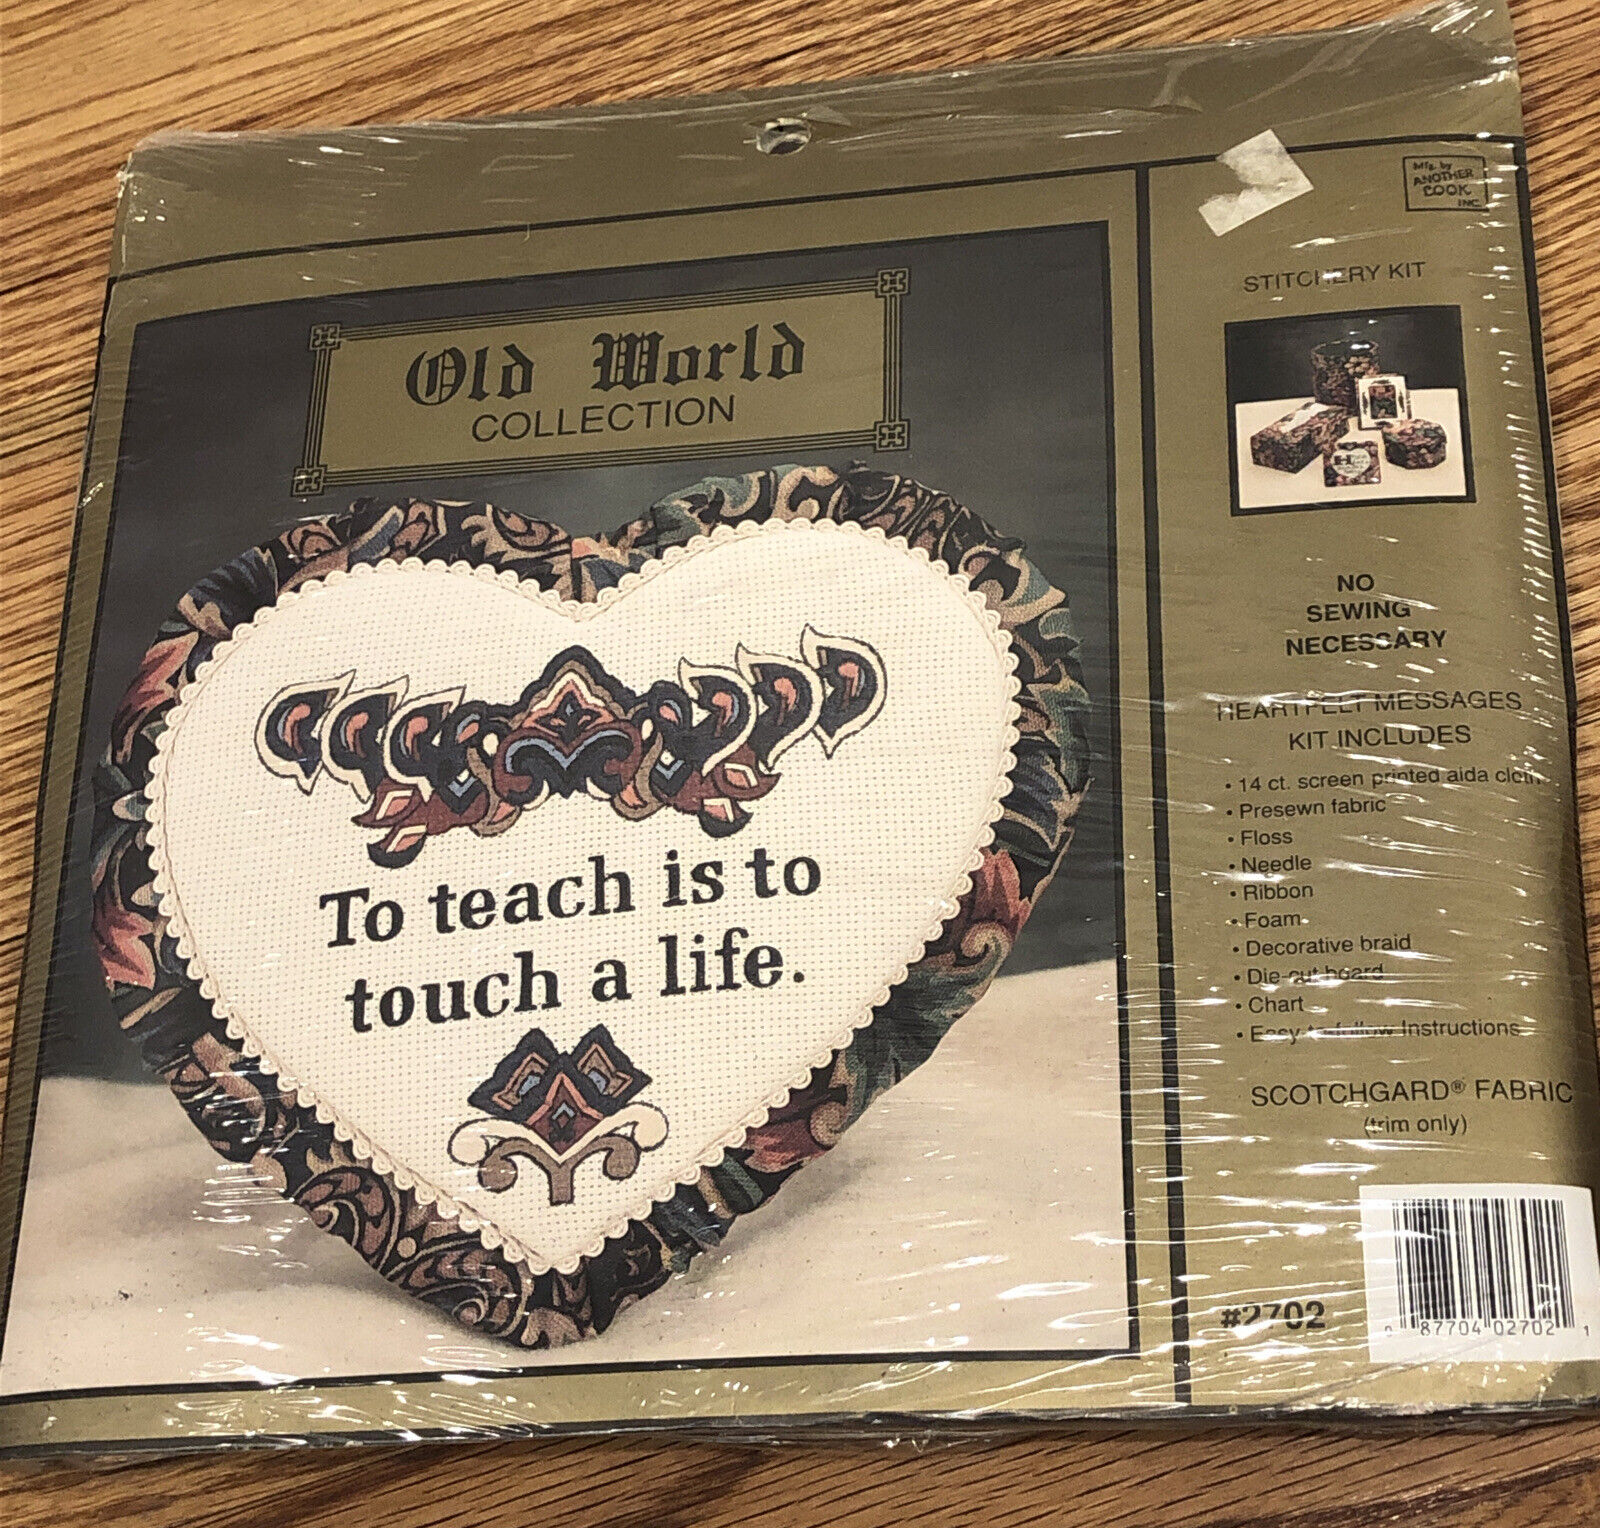 Mfg. by
ANOTHER
COOK
INC.
Old World
COLLECTION
To teach is to
touch a life.
STITCHERY KIT
NO
SEWING
NECESSARY
HEARTFELT MESSAGES
KIT INCLUDES
• 14 ct. screen printed aida cloth
• Presewn fabric
• Floss
• Needle
• Ribbon
• Foam
• Decorative braid
• Die-cut board
• Chart
• Easy-to-follow Instructions
SCOTCHGARD® FABRIC
(trim only)
#2702
0 87704 02702 1